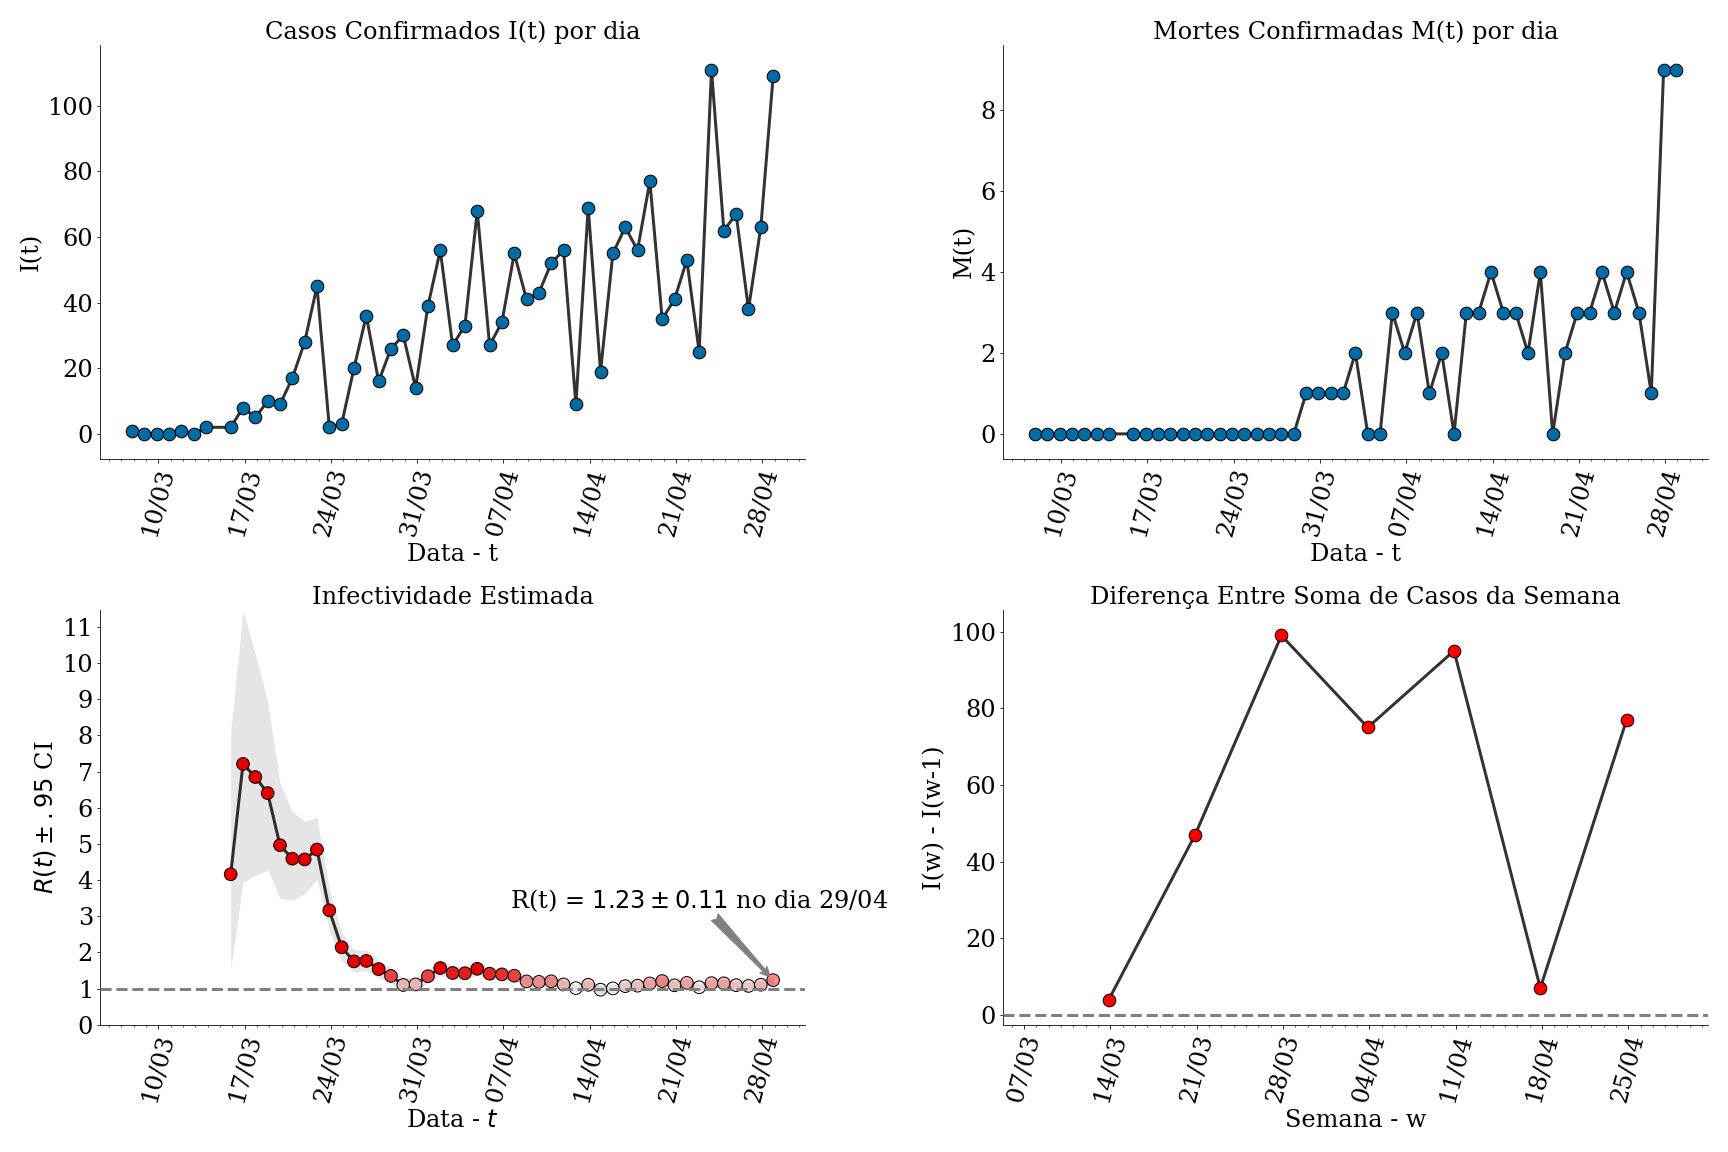 Casos Confirmados I(t) por dia
I(t)
100
80
60
40
20
0
10/03 17/03 24/03 31/03 07/04 14/04 21/04 28/04
Data - t
Mortes Confirmadas M(t) por dia
M(t)
8
6
4
2
0
10/03 17/03 24/03 31/03 07/04 14/04 21/04 28/04
Data - t
Infectividade Estimada
R(t) ± .95 CI
11
10
9
8
7
6
5
4
3
2
1
0
R(t) = 1.23 ± 0.11 no dia 29/04
10/03 17/03 24/03 31/03 07/04 14/04 21/04 28/04
Data - t
Diferença Entre Soma de Casos da Semana
I(w) - I(w-1)
100
80
60
40
20
0
07/03 14/03 21/03 28/03 04/04 11/04 18/04 25/04
Semana - w